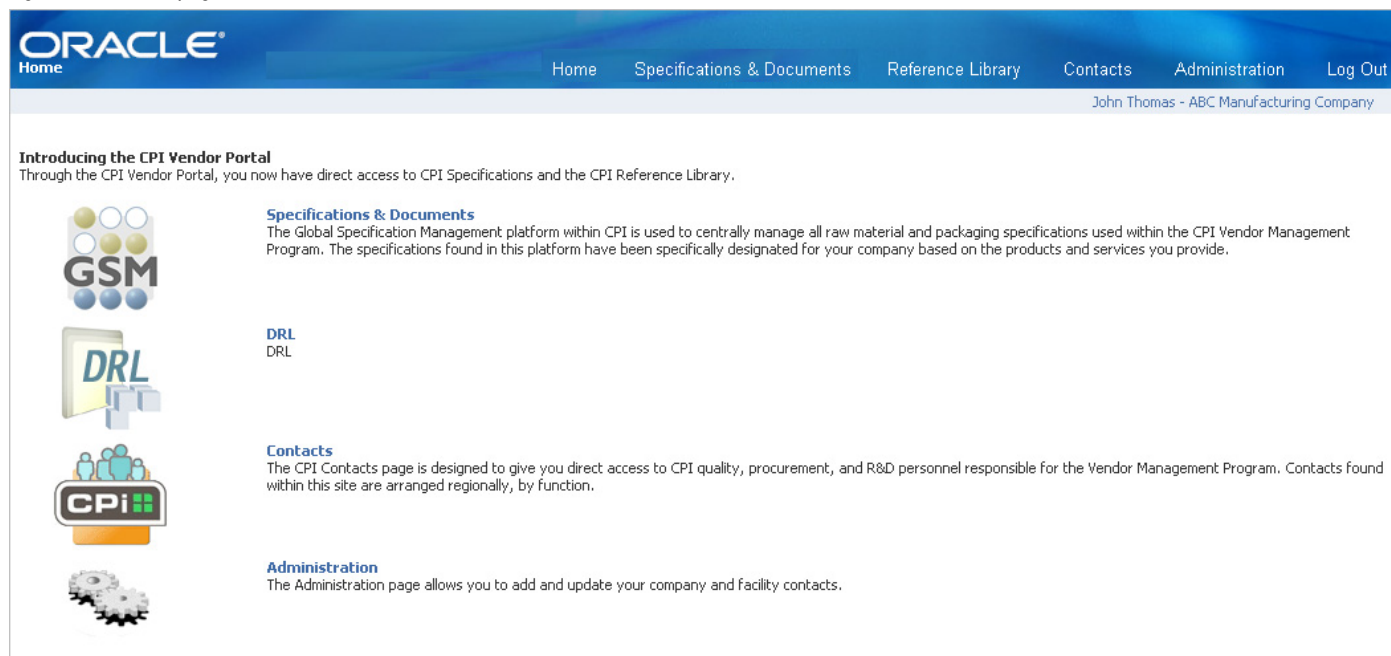 ORACLE®
Home
Home Specifications & Documents Reference Library Contacts Administration Log Out
John Thomas - ABC Manufacturing Company
Introducing the CPI Vendor Portal
Through the CPI Vendor Portal, you now have direct access to CPI Specifications and the CPI Reference Library.
GSM
Specifications & Documents
The Global Specification Management platform within CPI is used to centrally manage all raw material and packaging specifications used within the CPI Vendor Management
Program. The specifications found in this platform have been specifically designated for your company based on the products and services you provide.
DRL
DRL
DRL
CPi
Contacts
The CPI Contacts page is designed to give you direct access to CPI quality, procurement, and R&D personnel responsible for the Vendor Management Program. Contacts found
within this site are arranged regionally, by function.
Administration
The Administration page allows you to add and update your company and facility contacts.